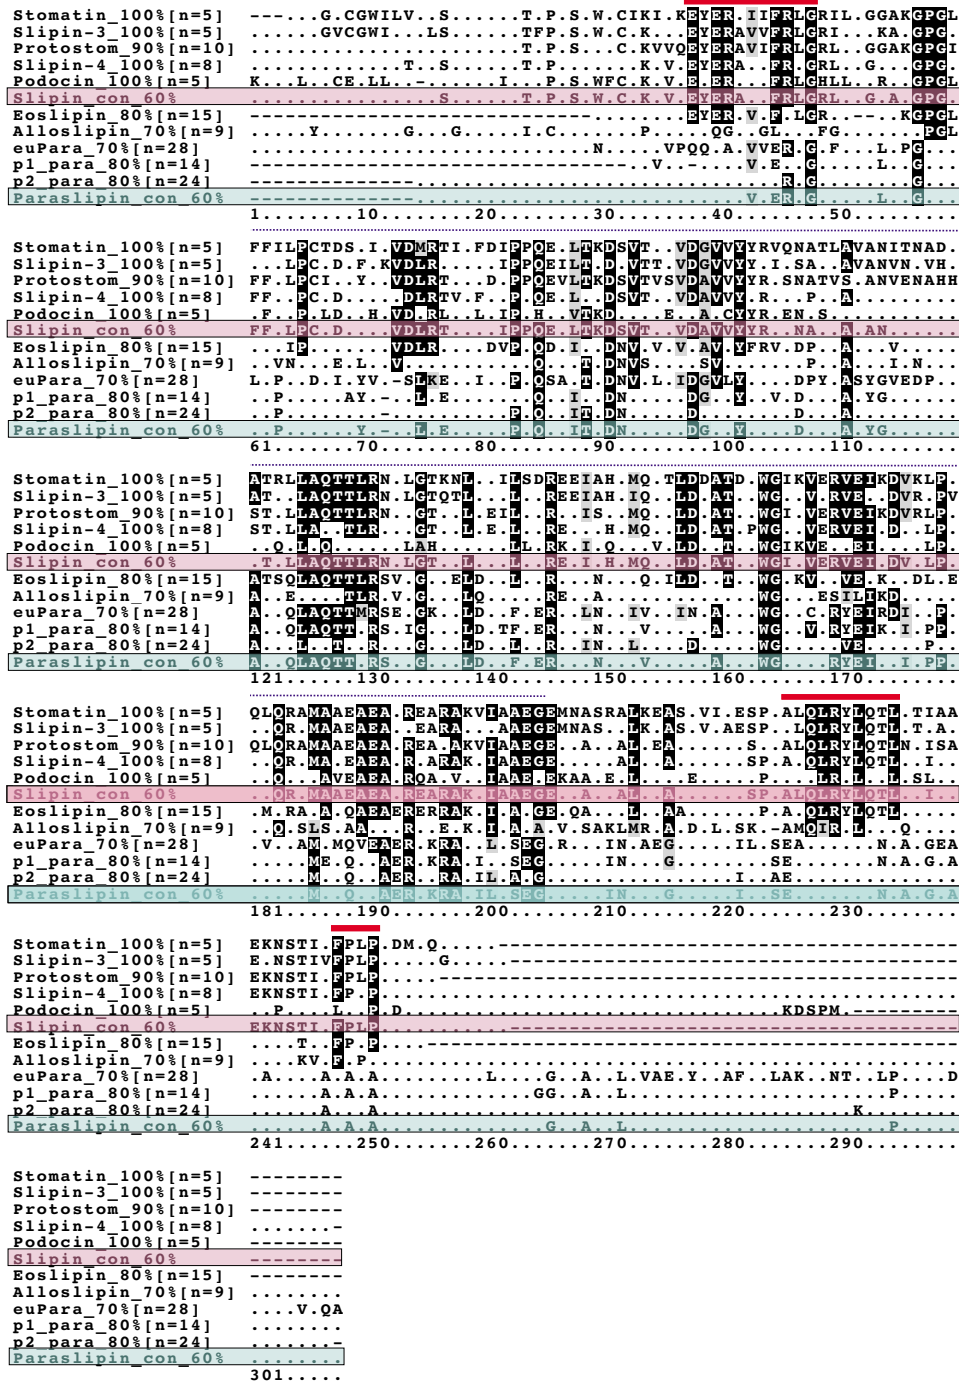 Stomatin_100%[n=5] ---...G.CGWILV..S......T.P.S.W.CIKI.KEYER.IIFRLGRIL.GGAKGPGL
Slipin-3_100%[n=5] ........GVCGWI...LS......TFP.S.W.C.K...EYERAVVFRLGRI...KA.GPGL
Protostom_90%[n=10] .......................T.P...S..C..KVVQEYERAVIFRLGRL.GGAKGPGI
Slipin-4_100%[n=8] .............T..S......T.P........K.V.EYERA..FR.GRL..G...GPGL
Podocin_100%[n=5] K...L..CE.LL...-......I...P.S.WFC.K.V.E.ER...FRLGHLL..R..GPGL
Slipin_con_60% ................S......T.P.S.W.C.K.V.EYERA..FRLGRL..G.A.GPG.
Eoslipin_80%[n=15] -----------------------------........EYER.V.F.LGR...--.KGPGL
Alloslipin_70%[n=9] .....Y.......G...G.....I.C.......P.....QG..GL...FG.......PGL
euPara_70%[n=28] .............................N.....VPQQ.A.VVER.G.F...L.PG...
p1_para_80%[n=14] --------------------------------..V.......V..E..G.....L..G...
p2_para_80%[n=24] --------------...............................R.G........G...
Paraslipin_con_60% --------------............................V.ER.G.....L..G...
1........10........20........30........40........50........
Stomatin_100%[n=5] FFILPCTDS.I.VDMRTI.FDIPPQE.LTKDSVT..VDGVVYYRVQNATLAVANITNAD.
Slipin-3_100%[n=5] ...LPC.D.F.KVDLR.....IPPQEILT.D.VTT.VDGVVYY.I.SA..AVANVN.VH.
Protostom_90%[n=10] FF.LPCI..Y..VDLRT...D.PPQEVLTKDSVTVSVDAVVYYR.SNATVS.ANVENAHH
Slipin-4_100%[n=8] FF..PC.D.....DLRTV.F..P.QE.L..DSVT..VDAVVYYR....P..A........
Podocin_100%[n=5] .F..P.LD..H.VD.RL..L.IP.H..VTKD....E..A.CYYR.EN.S...........
Slipin_con_60% FF.LPC.D....VDLRT....IPPQE.LTKDSVT..VDAVVYYR..NA..A.AN......
Eoslipin_80%[n=15] ...IP.......VDLR....DVP.QD.I..DNV.V.V.AV.YFRV.DP..A...V.....
Alloslipin_70%[n=9] ..VN...E.L..V...........Q...T.DNVS...SV.......P...A....I.N..
euPara_70%[n=28] L.P..D.I.YV.-SLKE..I..P.QSA.T.DNV.L.IDGVLY....DPY.ASYGVEDP..
p1_para_80%[n=14] ..P.....AY.-..L.E.......Q..I..DN....DG..Y..V.D...A.YG.......
p2_para_80%[n=24] ..P........-..........P.Q..IT.DN....D........D...A..........
Paraslipin_con_60% ..P.....Y.--..L.E.....P.Q..IT.DN....DG..Y....D...A.YG.......
61.......70........80........90........100.......110.......
Stomatin_100%[n=5] ATRLLAQTTLRN.LGTKNL..ILSDREEIAH.MQ.TLDDATD.WGIKVERVEIKDVKLP.
Slipin-3_100%[n=5] AT.LLAQTTLRN.LGTQTL..L...REEIAH.IQ..LD.AT..WG.V.RVE..DVR.PV
Protostom_90%[n=10] ST.LLAQTTLRN..GT..L.EIL..R..IS..MQ..LD.AT..WGI.VERVEIKDVRLP.
Slipin-4_100%[n=8] ST.LLA..TLR...GT..L.E.L..RE...H.MQ..LD.AT.PWG..VERVEI.D..LP.
Podocin_100%[n=5] ..Q.L.Q......LAH.......LL.RK.I.Q...V.LD..T..WGIKVE..EI...LP.
Slipin_con_60% .T.LLAQTTLRN.LGT..L..L..RE.I.H.MQ..LD.AT..WGI.VERVEI.DV.LP.
Eoslipin_80%[n=15] ATSQLAQTTLRSV.G..ELD..L..R...N...Q.ILD..T..WG.KV..VE.K..DL.E
Alloslipin_70%[n=9] A..E....TLR.V.G...LQ.....RE..A.............WG...ESILIKD.....
euPara_70%[n=28] A..QLAQTTMRSE.GK..LD..F.ER..LN..IV..IN.A...WG..C.RYEIRDI..P.
p1_para_80%[n=14] A..QLAQTT.RS.IG...LD.TF.ER...N...V.....A...WG...V.RYEIK.I.PP.
p2_para_80%[n=24] A..L..T..R...G...LD..L..R..IN..L....D.....WG.....VE.....P..
Paraslipin_con_60% A..QLAQTT.RS..G...LD..F.ER...N...V.....A...WG....RYEI...I.PP.
121.......130.......140.......150.......160.......170.......
Stomatin_100%[n=5] QLQRAMAAEAEA.REARAKVIAAEGEMNASRALKEAS.VI.ESP.ALQLRYLQTL.TIAA
Slipin-3_100%[n=5] ..QR.MAAEAEA..EARA...AAEGEMNAS..LK.AS.V.AESP..LQLRYLQTL.T.A.
Protostom_90%[n=10] QLQRAMAAEAEA.REA.AKVIAAEGE..A..AL.EA....S...ALQLRYLQTLN.ISA
Slipin-4_100%[n=8] ..QR.MA.EAEA.RARAK.IAAEGE...AL...A......SP.A.QLRYLQTL..I..
Podocin_100%[n=5] ..Q...AVEAEA.RQA.V..IAAE.EKAA.E.L....E.....P....LR.L..L.SL..
Slipin_con_60% ..QR.MAAEAEA.REARAK.IAAEGE..A..AL..A......SP.ALQLRYLQTL..I..
Eoslipin_80%[n=15] ..M.RA.A.QAEAERERRAK.I.A.GE.QA...L..AA.....P.A.QLRYLQTL.....
Alloslipin_70%[n=9] ..Q.SLS.AA...R..E.K.I.A.A.V.SAKLMR.A.D.L.SK.-AMQIR.L...Q....
euPara_70%[n=28] .V..AM.MQVEAER.KRA..L.SEG.R...IN.AEG.....IL.SEA....N.A.GEA
p1_para_80%[n=14] .....ME.Q..AER.KRA.I..SEG.....IN...G........SE.......N.A.G.A
p2_para_80%[n=24] .....M..Q..AER..RA.IL.A.G................I..AE..............
Paraslipin_con_60% .....M..Q..AER.KRA.IL.SEG.....IN...G.....I..SE.......N.A.G.A
181.......190.......200.......210.......220.......230.......
Stomatin_100%[n=5] EKNSTI.FPLP.DM.Q.....---------------------------------------
Slipin-3_100%[n=5] E.NSTIVFPLP.....G.....--------------------------------------
Protostom_90%[n=10] EKNSTI.FPLP.......------------------------------------------
Slipin-4_100%[n=8] EKNSTI.FP.P.................................................
Podocin_100%[n=5] ..P....L..P.D................................KDSPM.---------
Slipin_con_60% EKNSTI.FPLP...........--------------------------------------
Eoslipin_80%[n=15] ....T..FP.P....---------------------------------------------
Alloslipin_70%[n=9] ....KV.F.P..................................................
euPara_70%[n=28] .A....A.A.A.........L....G..A..L.VAE.Y...AF..LAK..NT..LP....D
p1_para_80%[n=14] ......A.A.A.............GG..A..L.......................P.....
p2_para_80%[n=24] ......A...A.........................................K........
Paraslipin_con_60% ......A.A.A..............G..A..L.......................P.....
241.......250.......260.......270.......280.......290.......
Stomatin_100%[n=5] --------
Slipin-3_100%[n=5] --------
Protostom_90%[n=10] --------
Slipin-4_100%[n=8] .......-
Podocin_100%[n=5] --------
Slipin_con_60% --------
Eoslipin_80%[n=15] --------
Alloslipin_70%[n=9] ........
euPara_70%[n=28] ....V.QA
p1_para_80%[n=14] ........
p2_para_80%[n=24] .......-
Paraslipin_con_60% ........
301.....